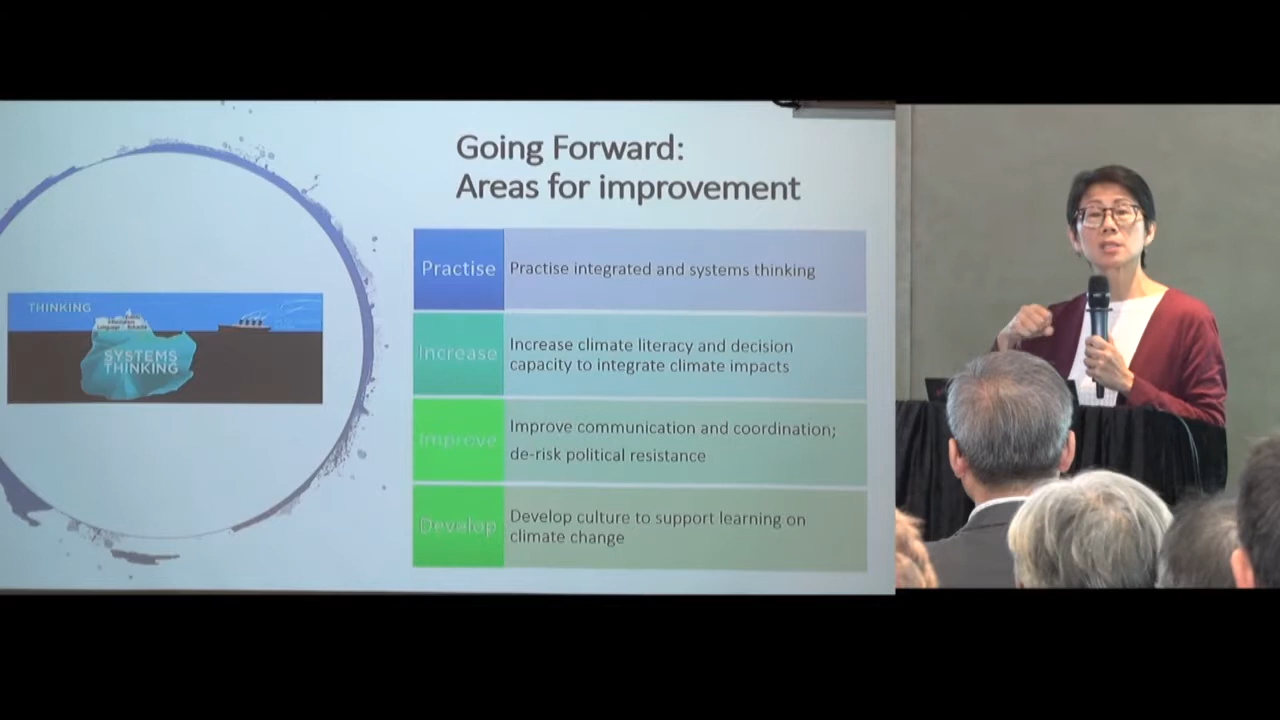 Going Forward:
Areas for improvement
THINKING
SYSTEMS
THINKING
Practise
Practise integrated and systems thinking
Increase
Increase climate literacy and decision
capacity to integrate climate impacts
Improve
Improve communication and coordination;
de-risk political resistance
Develop
Develop culture to support learning on
climate change